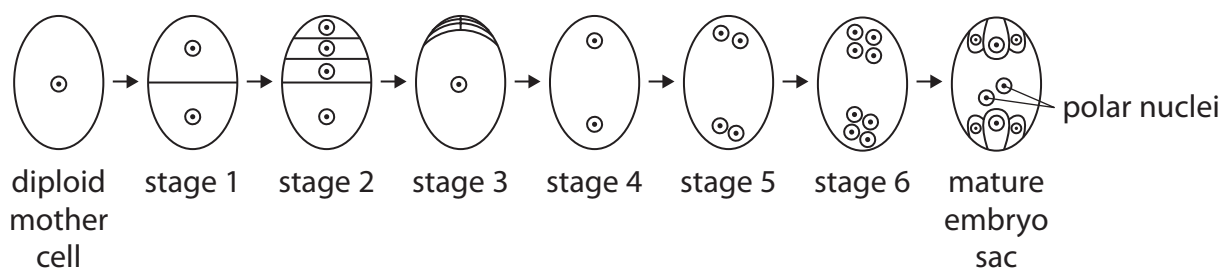 polar nuclei
diploid mother cell
stage 1
stage 2
stage 3
stage 4
stage 5
stage 6
mature embryo sac